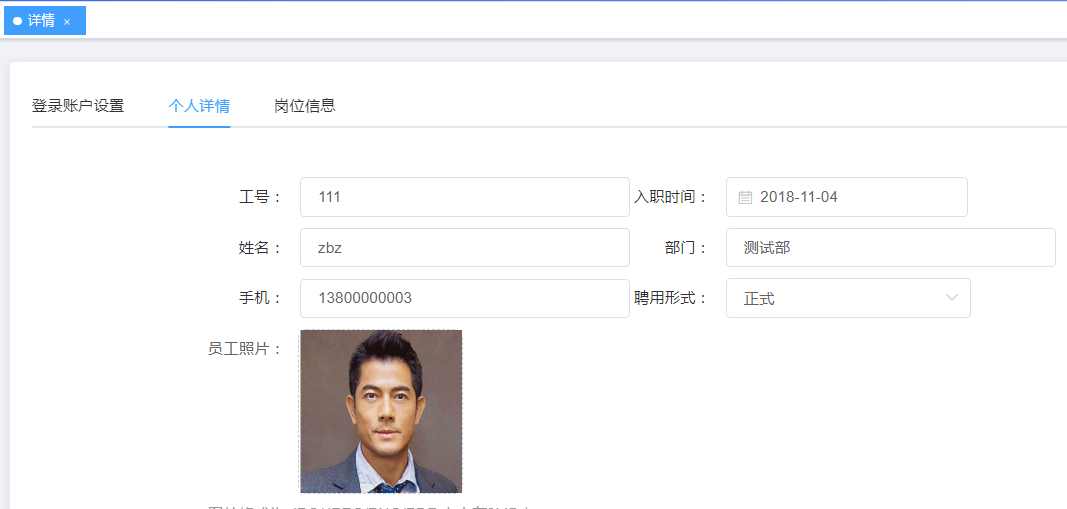 详情 ×
登录账户设置 个人详情 岗位信息
工号： 111 入职时间： 2018-11-04
姓名： zbz 部门： 测试部
手机： 13800000003 聘用形式： 正式
员工照片：